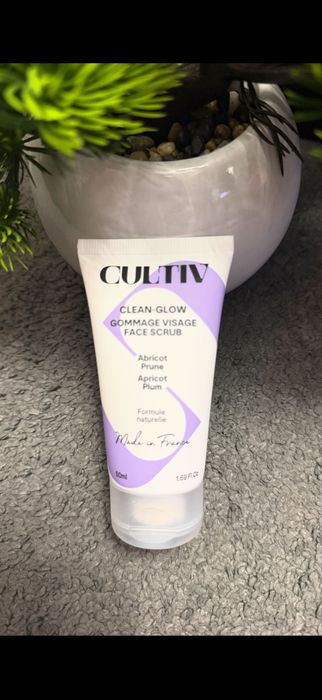 CULTIV
CLEAN-GLOW
GOMMAGE VISAGE
FACE SCRUB
Abricot
Prune
Apricot
Plum
Formule
naturelle
Made in France
50ml
1.69 Fl Oz